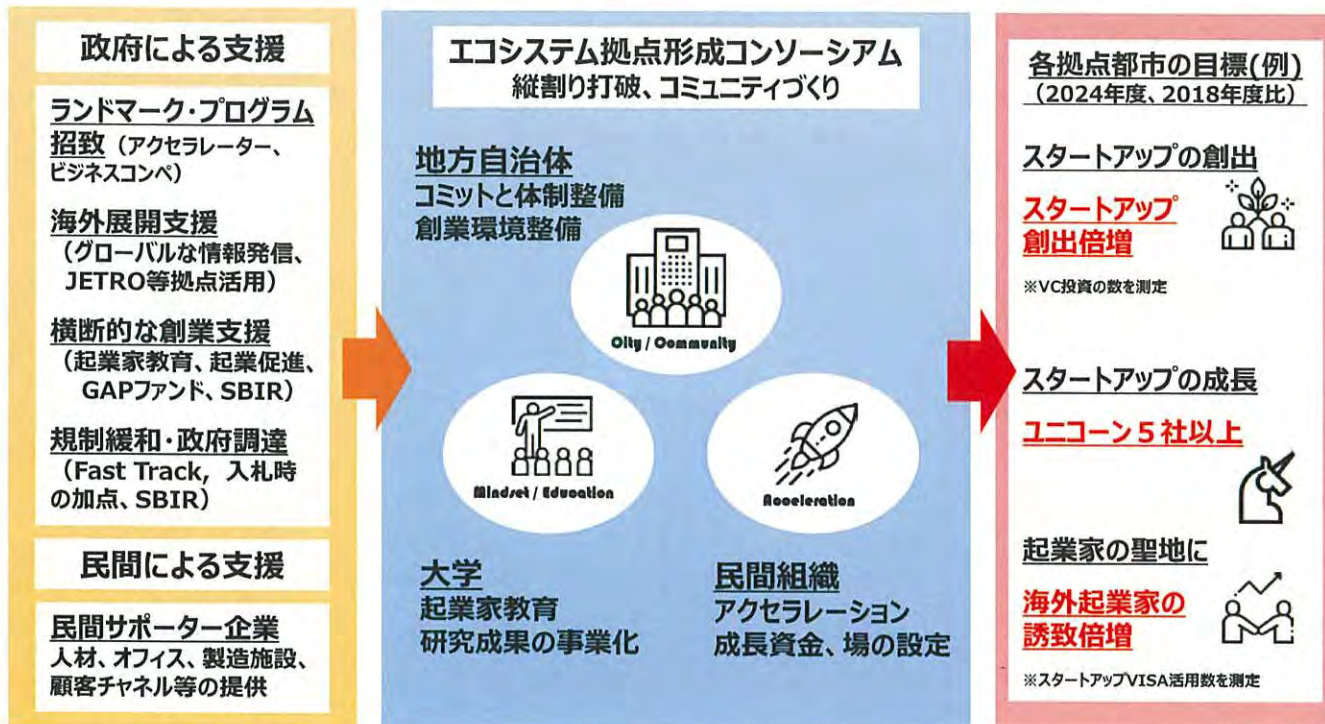 政府による支援
ランドマーク・プログラム
招致（アクセラレーター、
ビジネスコンペ）
海外展開支援
（グローバルな情報発信、
JETRO等拠点活用）
横断的な創業支援
（起業家教育、起業促進、
GAPファンド、SBIR）
規制緩和・政府調達
（Fast Track, 入札時
の加点、SBIR）
民間による支援
民間サポーター企業
人材、オフィス、製造施設、
顧客チャネル等の提供
エコシステム拠点形成コンソーシアム
縦割り打破、コミュニティづくり
地方自治体
コミットと体制整備
創業環境整備
City / Community
Mindset / Education
Acceleration
大学
起業家教育
研究成果の事業化
民間組織
アクセラレーション
成長資金、場の設定
各拠点都市の目標(例)
（2024年度、2018年度比）
スタートアップの創出
スタートアップ
創出倍増
※VC投資の数を測定
スタートアップの成長
ユニコーン５社以上
起業家の聖地に
海外起業家の
誘致倍増
※スタートアップVISA活用数を測定